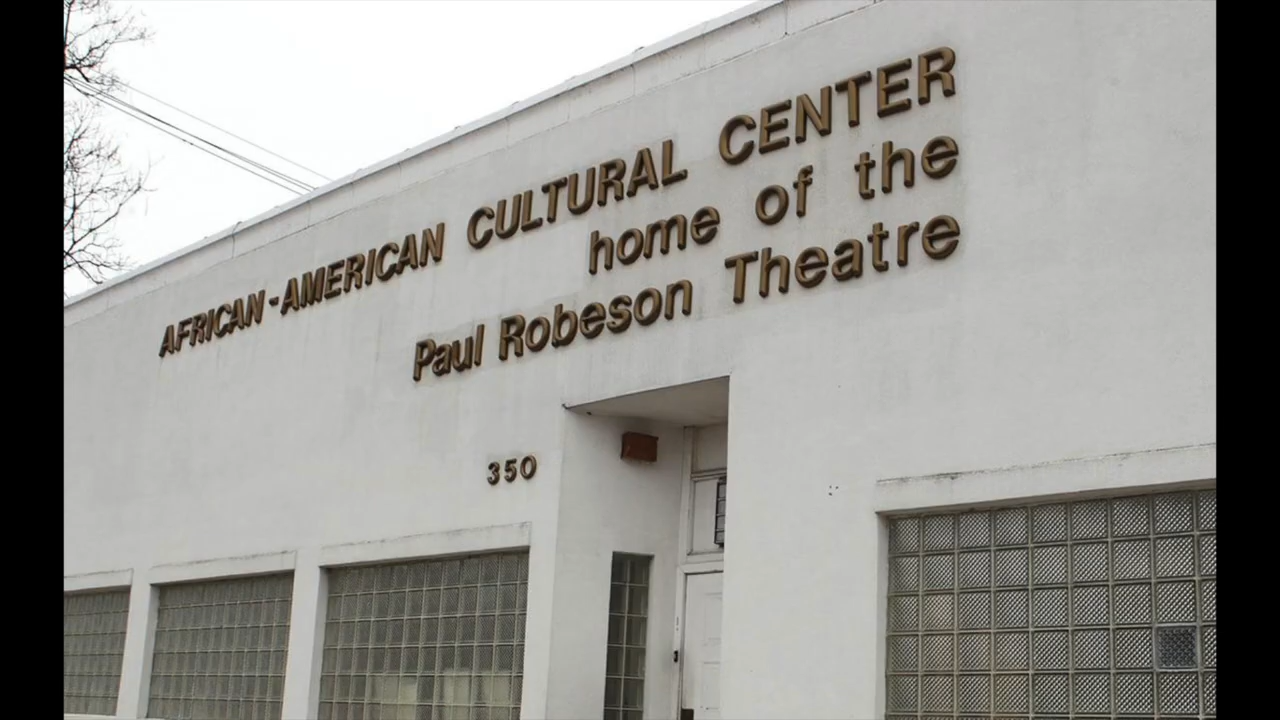 AFRICAN-AMERICAN CULTURAL CENTER
home of the
Paul Robeson Theatre
350